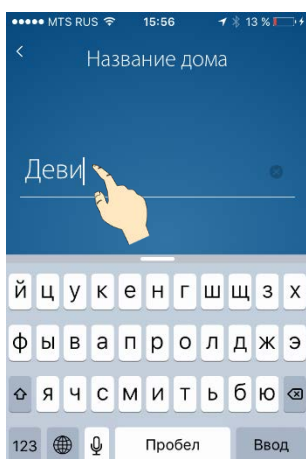 MTS RUS 15:56 13 %
Название дома
Деви
й ц у к е н г ш щ з х
ф ы в а п р о л д ж э
я ч с м и т ь б ю
123 Пробел Ввод